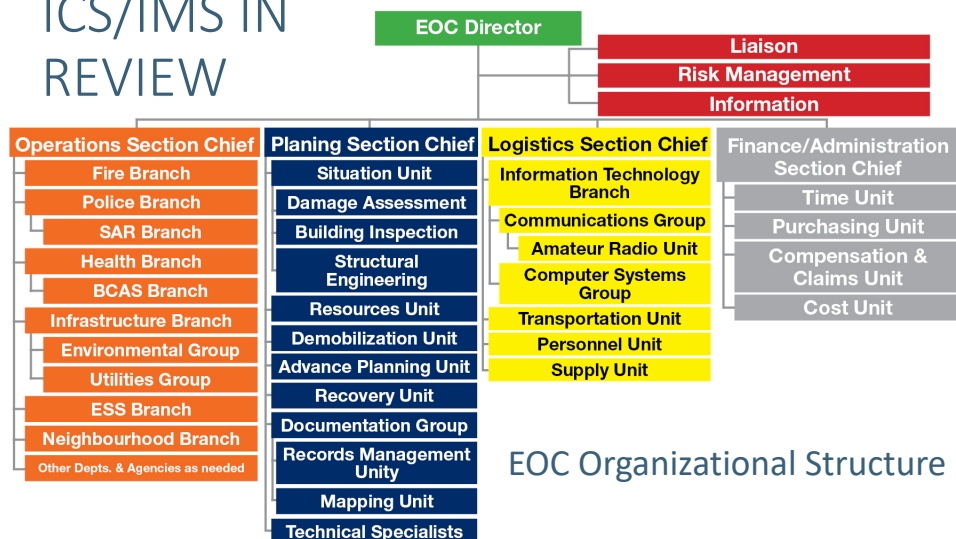 ICS/IMS IN
REVIEW
EOC Director
Liaison
Risk Management
Information
Operations Section Chief
Fire Branch
Police Branch
SAR Branch
Health Branch
BCAS Branch
Infrastructure Branch
Environmental Group
Utilities Group
ESS Branch
Neighbourhood Branch
Other Depts. & Agencies as needed
Planing Section Chief
Situation Unit
Damage Assessment
Building Inspection
Structural
Engineering
Resources Unit
Demobilization Unit
Advance Planning Unit
Recovery Unit
Documentation Group
Records Management
Unity
Mapping Unit
Technical Specialists
Logistics Section Chief
Information Technology
Branch
Communications Group
Amateur Radio Unit
Computer Systems
Group
Transportation Unit
Personnel Unit
Supply Unit
Finance/Administration
Section Chief
Time Unit
Purchasing Unit
Compensation &
Claims Unit
Cost Unit
EOC Organizational Structure